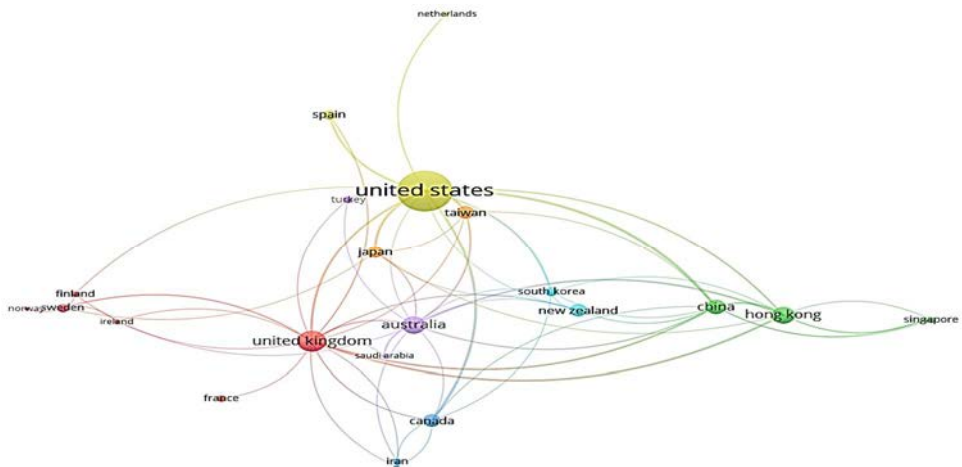 netherlands
spain
united states
turkey
taiwan
japan
finland
south korea
norway
sweden
ireland
new zealand
china
hong kong
singapore
australia
united kingdom
saudi arabia
france
canada
iran